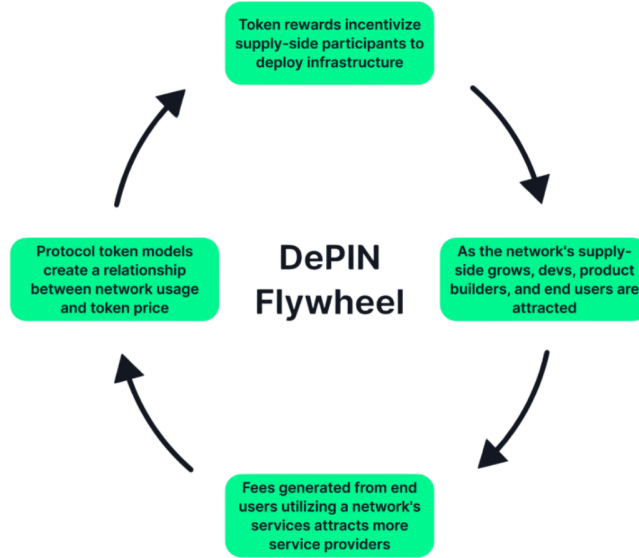 Token rewards incentivize
supply-side participants to
deploy infrastructure
Protocol token models
create a relationship
between network usage
and token price
DePIN
Flywheel
As the network's supply-
side grows, devs, product
builders, and end users are
attracted
Fees generated from end
users utilizing a network's
services attracts more
service providers